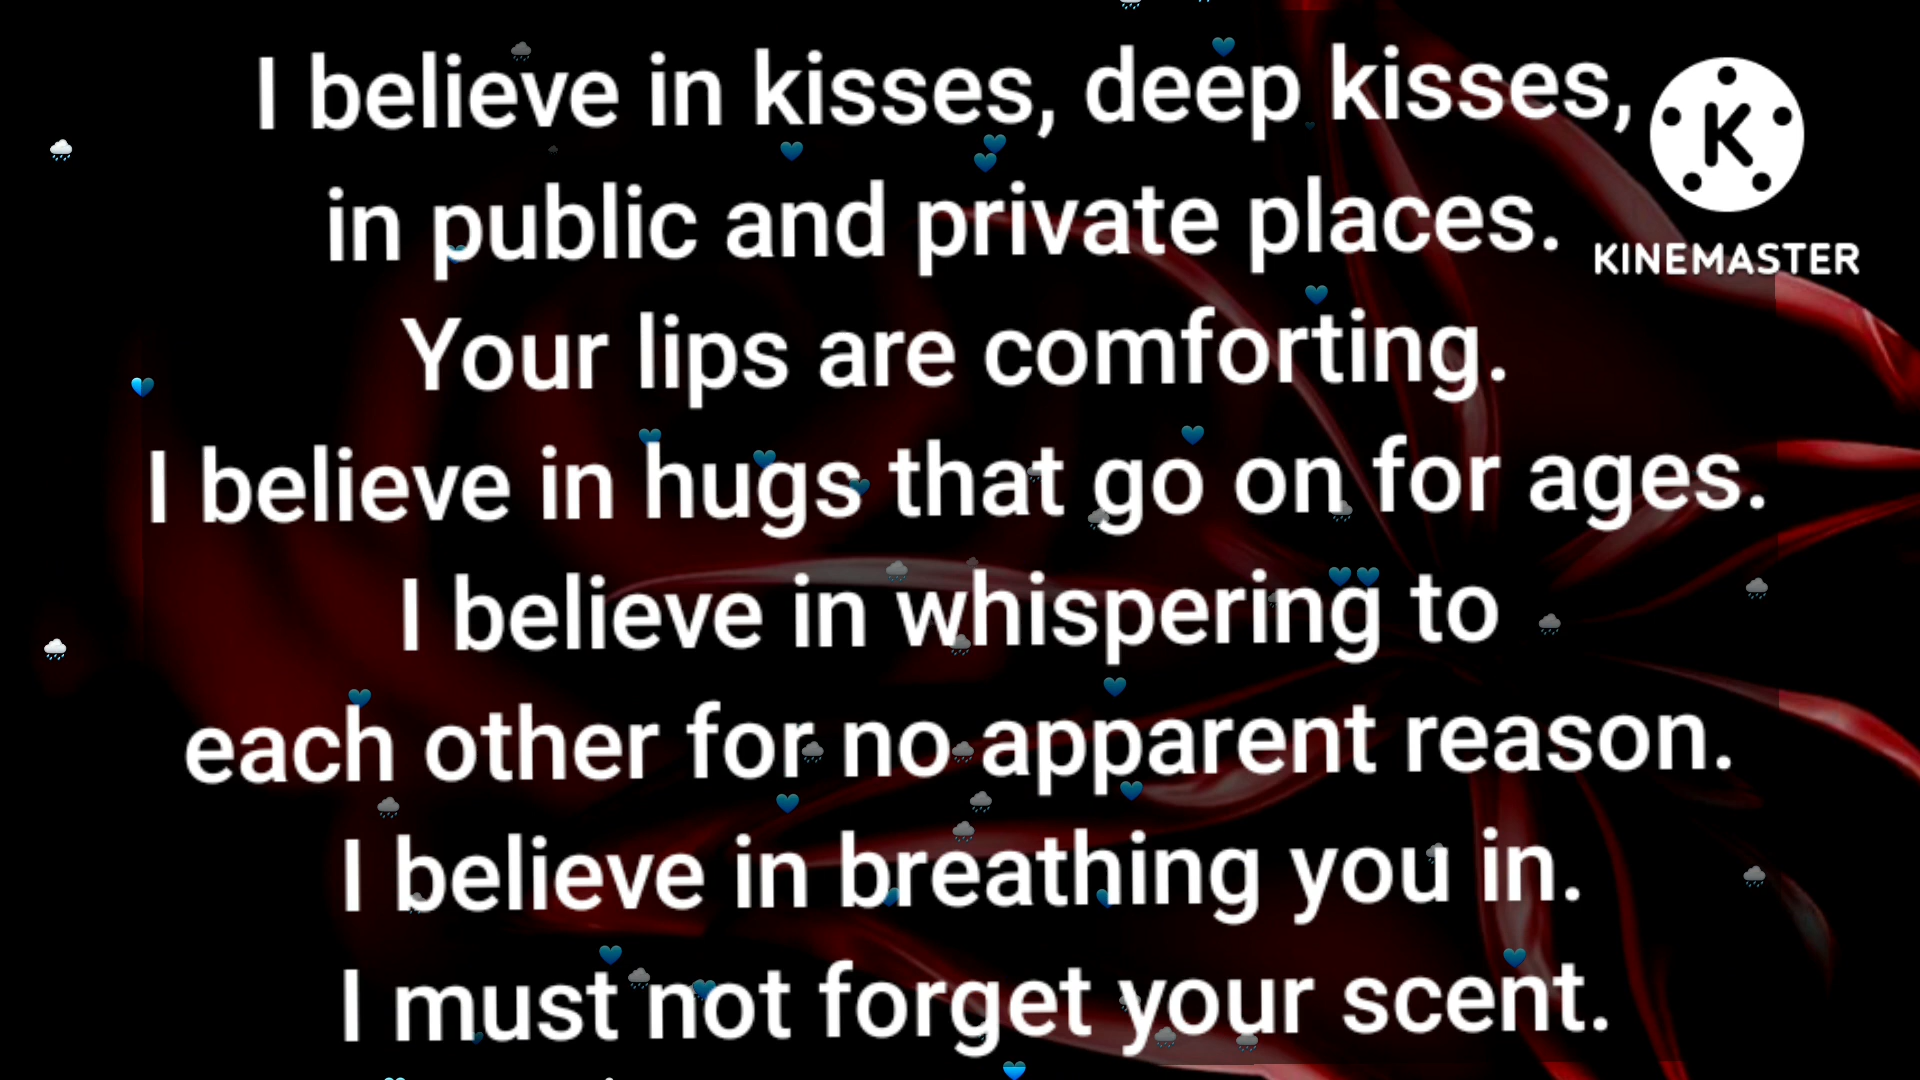 I believe in kisses, deep kisses,
in public and private places.
Your lips are comforting.
I believe in hugs that go on for ages.
I believe in whispering to
each other for no apparent reason.
I believe in breathing you in.
I must not forget your scent.
K
KINEMASTER